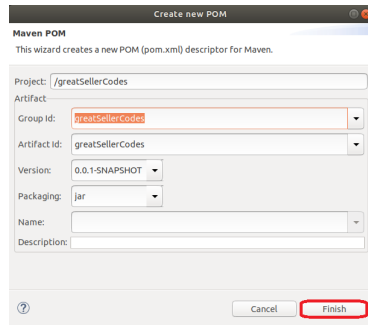 Create new POM
Maven POM
This wizard creates a new POM (pom.xml) descriptor for Maven.
Project: /greatSellerCodes
Artifact
Group Id: greatSellerCodes
Artifact Id: greatSellerCodes
Version: 0.0.1-SNAPSHOT
Packaging: jar
Name:
Description:
? Cancel Finish